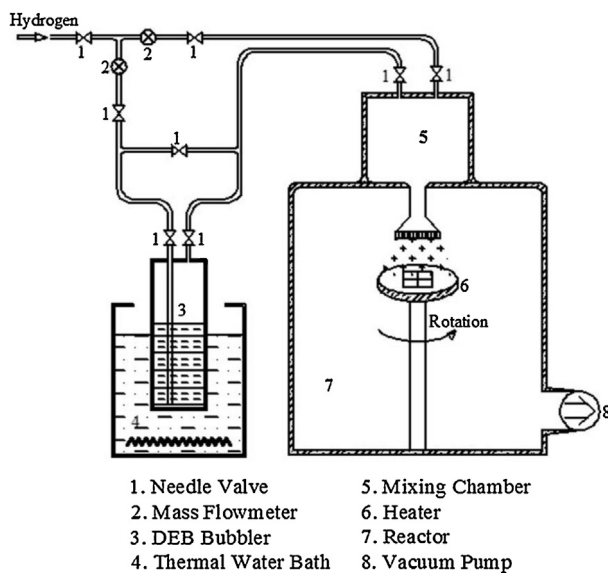 Hydrogen
1
2
1
2
1
1
1
1
5
1
1
3
6
Rotation
7
4
8
1. Needle Valve
2. Mass Flowmeter
3. DEB Bubbler
4. Thermal Water Bath
5. Mixing Chamber
6. Heater
7. Reactor
8. Vacuum Pump